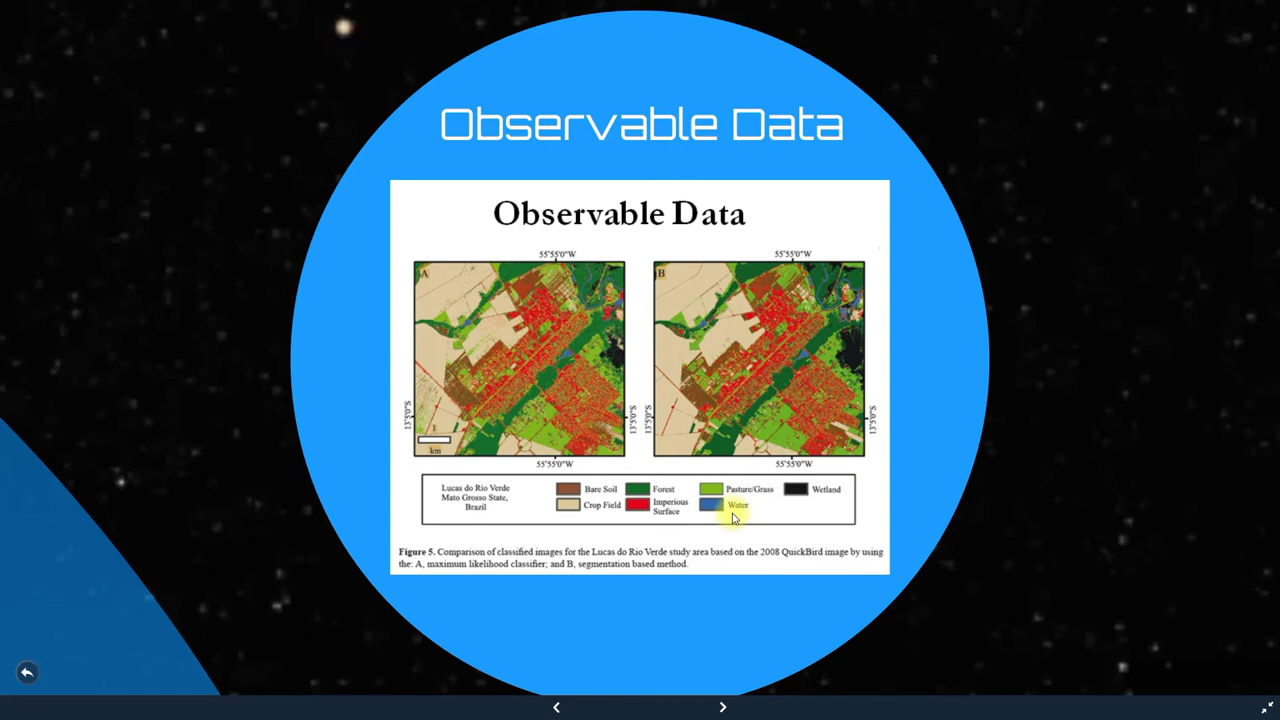 Observable Data
Observable Data
55°55'0"W
55°55'0"W
A
B
13°5'0"S
13°5'0"S
13°5'0"S
13°5'0"S
1
km
55°55'0"W
55°55'0"W
Lucas do Rio Verde
Mato Grosso State,
Brazil
Bare Soil
Forest
Pasture/Grass
Wetland
Crop Field
Imperious
Surface
Water
Figure 5. Comparison of classified images for the Lucas do Rio Verde study area based on the 2008 QuickBird image by using
the: A, maximum likelihood classifier; and B, segmentation based method.